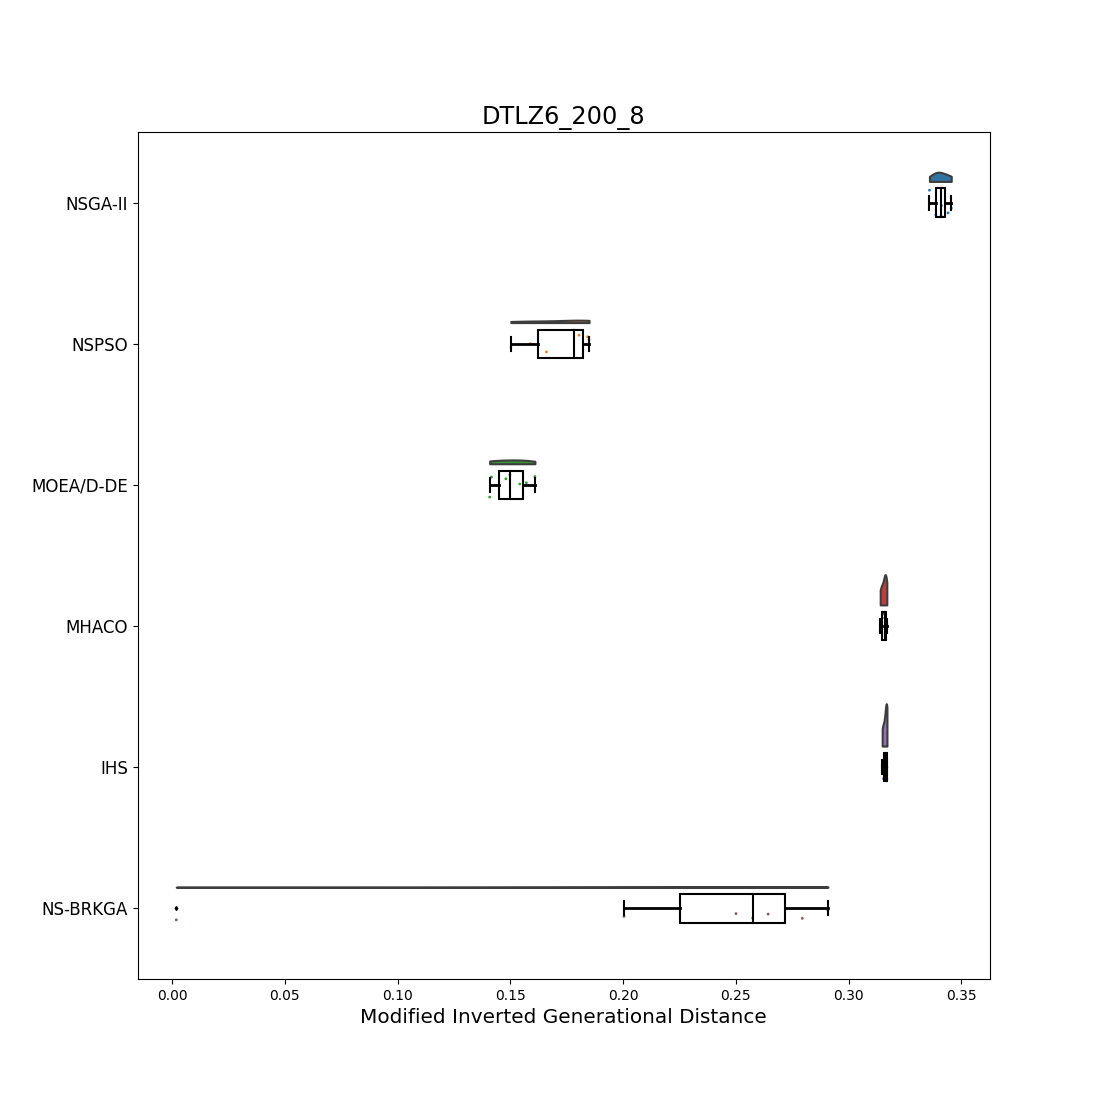 DTLZ6_200_8
NSGA-II
NSPSO
MOEA/D-DE
MHACO
IHS
NS-BRKGA
0.00 0.05 0.10 0.15 0.20 0.25 0.30 0.35
Modified Inverted Generational Distance